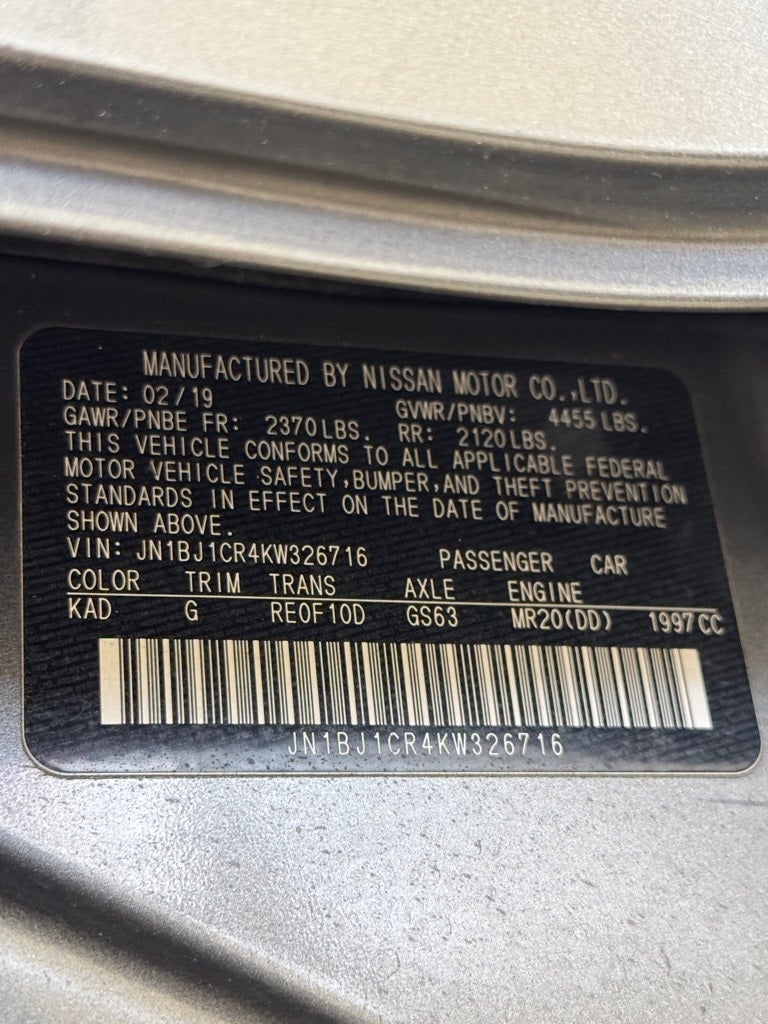 MANUFACTURED BY NISSAN MOTOR CO.,LTD.
DATE: 02/19 GVWR/PNBV: 4455 LBS.
GAWR/PNBE FR: 2370LBS. RR: 2120LBS.
THIS VEHICLE CONFORMS TO ALL APPLICABLE FEDERAL
MOTOR VEHICLE SAFETY,BUMPER,AND THEFT PREVENTION
STANDARDS IN EFFECT ON THE DATE OF MANUFACTURE
SHOWN ABOVE.
VIN: JN1BJ1CR4KW326716 PASSENGER CAR
COLOR TRIM TRANS AXLE ENGINE
KAD G RE0F10D GS63 MR20(DD) 1997CC
JN1BJ1CR4KW326716